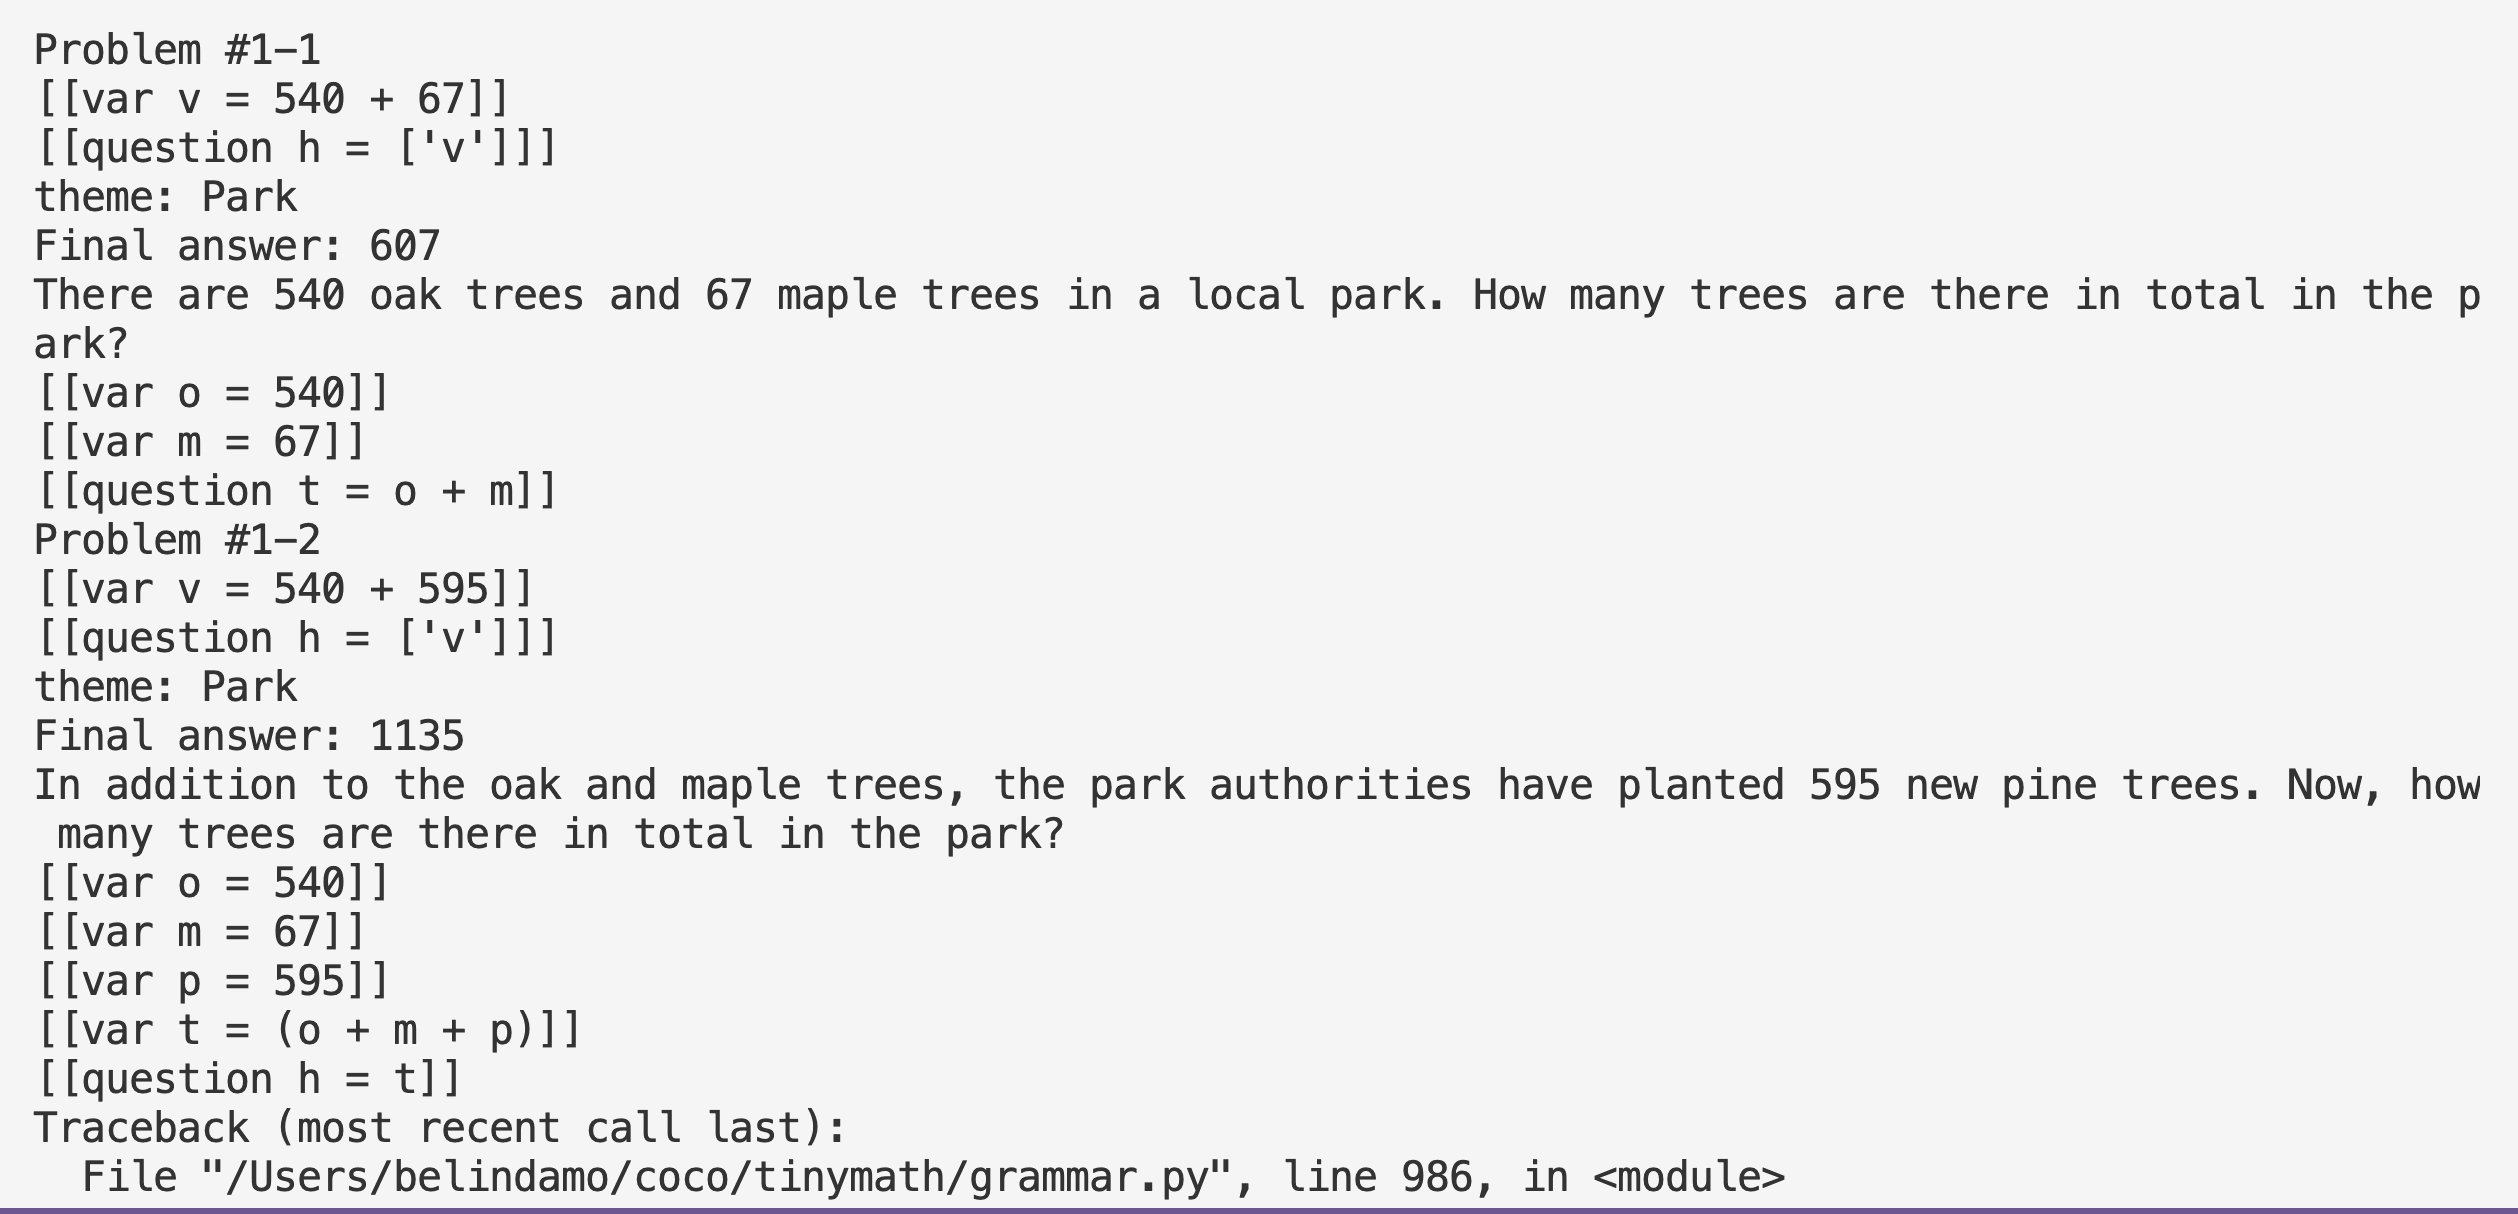 Problem #1–1
[[var v = 540 + 67]]
[[question h = ['v']]]
theme: Park
Final answer: 607
There are 540 oak trees and 67 maple trees in a local park. How many trees are there in total in the p
ark?
[[var o = 540]]
[[var m = 67]]
[[question t = o + m]]
Problem #1–2
[[var v = 540 + 595]]
[[question h = ['v']]]
theme: Park
Final answer: 1135
In addition to the oak and maple trees, the park authorities have planted 595 new pine trees. Now, how
 many trees are there in total in the park?
[[var o = 540]]
[[var m = 67]]
[[var p = 595]]
[[var t = (o + m + p)]]
[[question h = t]]
Traceback (most recent call last):
  File "/Users/belindamo/coco/tinymath/grammar.py", line 986, in <module>